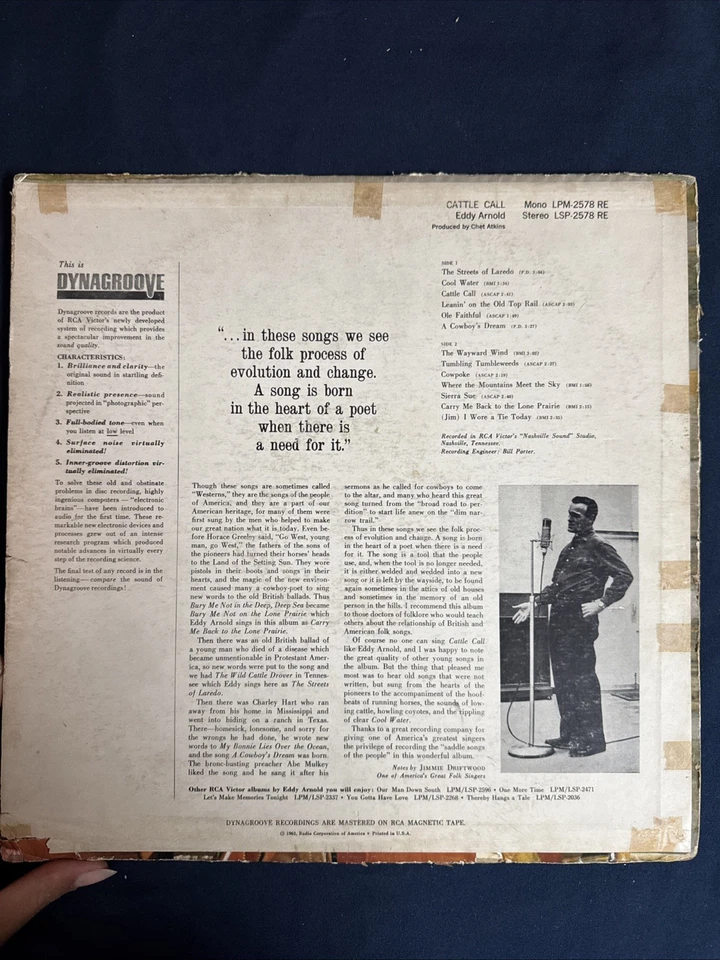 CATTLE CALL Mono LPM-2578 RE
Eddy Arnold Stereo LSP-2578 RE
Produced by Chet Atkins
This is
DYNAGROOVE
Dynagroove records are the product
of RCA Victor's newly developed
system of recording which provides
a spectacular improvement in the
sound quality.
CHARACTERISTICS:
1. Brilliance and clarity—the
original sound in startling defi-
nition
2. Realistic presence—sound
projected in "photographic" per-
spective
3. Full-bodied tone—even when
you listen at low level
4. Surface noise virtually
eliminated!
5. Inner-groove distortion vir-
tually eliminated!
To solve these old and obstinate
problems in disc recording, highly
ingenious computers—"electronic
brains"—have been introduced to
audio for the first time. These re-
markable new electronic devices and
processes grew out of an intense
research program which produced
notable advances in virtually every
step of the recording science.
The final test of any record is in the
listening—compare the sound of
Dynagroove recordings!
"...in these songs we see
the folk process of
evolution and change.
A song is born
in the heart of a poet
when there is
a need for it."
SIDE 1
The Streets of Laredo (P.D.
Cool Water (BMI
Cattle Call (ASCAP
Leanin' on the Old Top Rail (ASCAP
Ole Faithful (ASCAP
A Cowboy's Dream (P.D.
SIDE 2
The Wayward Wind (BMI
Tumbling Tumbleweeds (ASCAP
Cowpoke (ASCAP
Where the Mountains Meet the Sky (BMI
Sierra Sue (ASCAP
Carry Me Back to the Lone Prairie (BMI
(Jim) I Wore a Tie Today (BMI
Recorded in RCA Victor's "Nashville Sound" Studio,
Nashville, Tennessee.
Recording Engineer: Bill Porter.
Though these songs are sometimes called
"Westerns," they are the songs of the people
of America, and they are a part of our
American heritage, for many of them were
first sung by the men who helped to make
our great nation what it is today. Even be-
fore Horace Greeley said, "Go West, young
man, go West," the fathers of the sons of
the pioneers had turned their horses' heads
to the Land of the Setting Sun. They wore
pistols in their boots and songs in their
hearts, and the magic of the new environ-
ment caused many a cowboy-poet to sing
new words to the old British ballads. Thus
Bury Me Not in the Deep, Deep Sea became
Bury Me Not on the Lone Prairie which
Eddy Arnold sings in this album as Carry
Me Back to the Lone Prairie.
Then there was an old British ballad of
a young man who died of a disease which
became unmentionable in Protestant Amer-
ica, so new words were put to the song and
we had The Wild Cattle Drover in Tennes-
see which Eddy sings here as The Streets
of Laredo.
Then there was Charley Hart who ran
away from his home in Mississippi and
went into hiding on a ranch in Texas.
There—homesick, lonesome, and sorry for
the wrongs he had done, he wrote new
words to My Bonnie Lies Over the Ocean,
and the song A Cowboy's Dream was born.
The bronc-busting preacher Abe Mulkey
liked the song and he sang it after his
sermons as he called for cowboys to come
to the altar, and many who heard this great
song turned from the "broad road to per-
dition" to start life anew on the "dim nar-
row trail."
Thus in these songs we see the folk proc-
ess of evolution and change. A song is born
in the heart of a poet when there is a need
for it. The song is a tool that the people
use, and, when the tool is no longer needed,
it is either welded and wedded into a new
song or it is left by the wayside, to be found
again sometimes in the attics of old houses
and sometimes in the memory of an old
person in the hills. I recommend this album
to those doctors of folklore who would teach
others about the relationship of British and
American folk songs.
Of course no one can sing Cattle Call
like Eddy Arnold, and I was happy to note
the great quality of other young songs in
the album. But the thing that pleased me
most was to hear old songs that were not
written, but sung from the hearts of the
pioneers to the accompaniment of the hoof-
beats of running horses, the sounds of low-
ing cattle, howling coyotes, and the rippling
of clear Cool Water.
Thanks to a great recording company for
giving one of America's greatest singers
the privilege of recording the "saddle songs
of the people" in this wonderful album.
Notes by JIMMIE DRIFTWOOD
One of America's Great Folk Singers
Other RCA Victor albums by Eddy Arnold you will enjoy: Our Man Down South LPM/LSP-2596 • One More Time LPM/LSP-2471
Let's Make Memories Tonight LPM/LSP-2337 • You Gotta Have Love LPM/LSP-2268 • Thereby Hangs a Tale LPM/LSP-2036
DYNAGROOVE RECORDINGS ARE MASTERED ON RCA MAGNETIC TAPE.
© 1963, Radio Corporation of America • Printed in U.S.A.